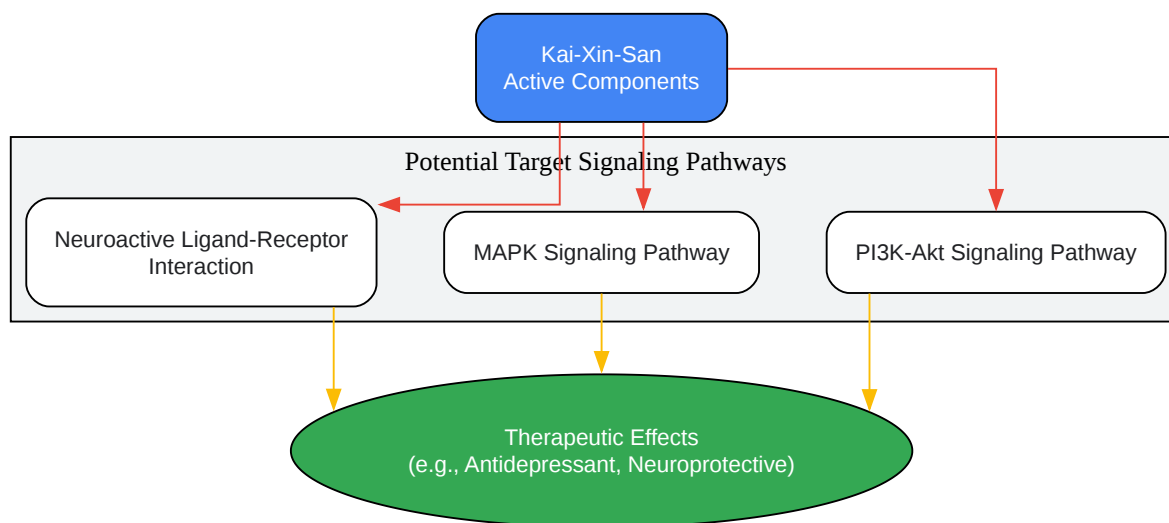 Kai-Xin-San
Active Components
Potential Target Signaling Pathways
Neuroactive Ligand-Receptor
Interaction
MAPK Signaling Pathway
PI3K-Akt Signaling Pathway
Therapeutic Effects
(e.g., Antidepressant, Neuroprotective)